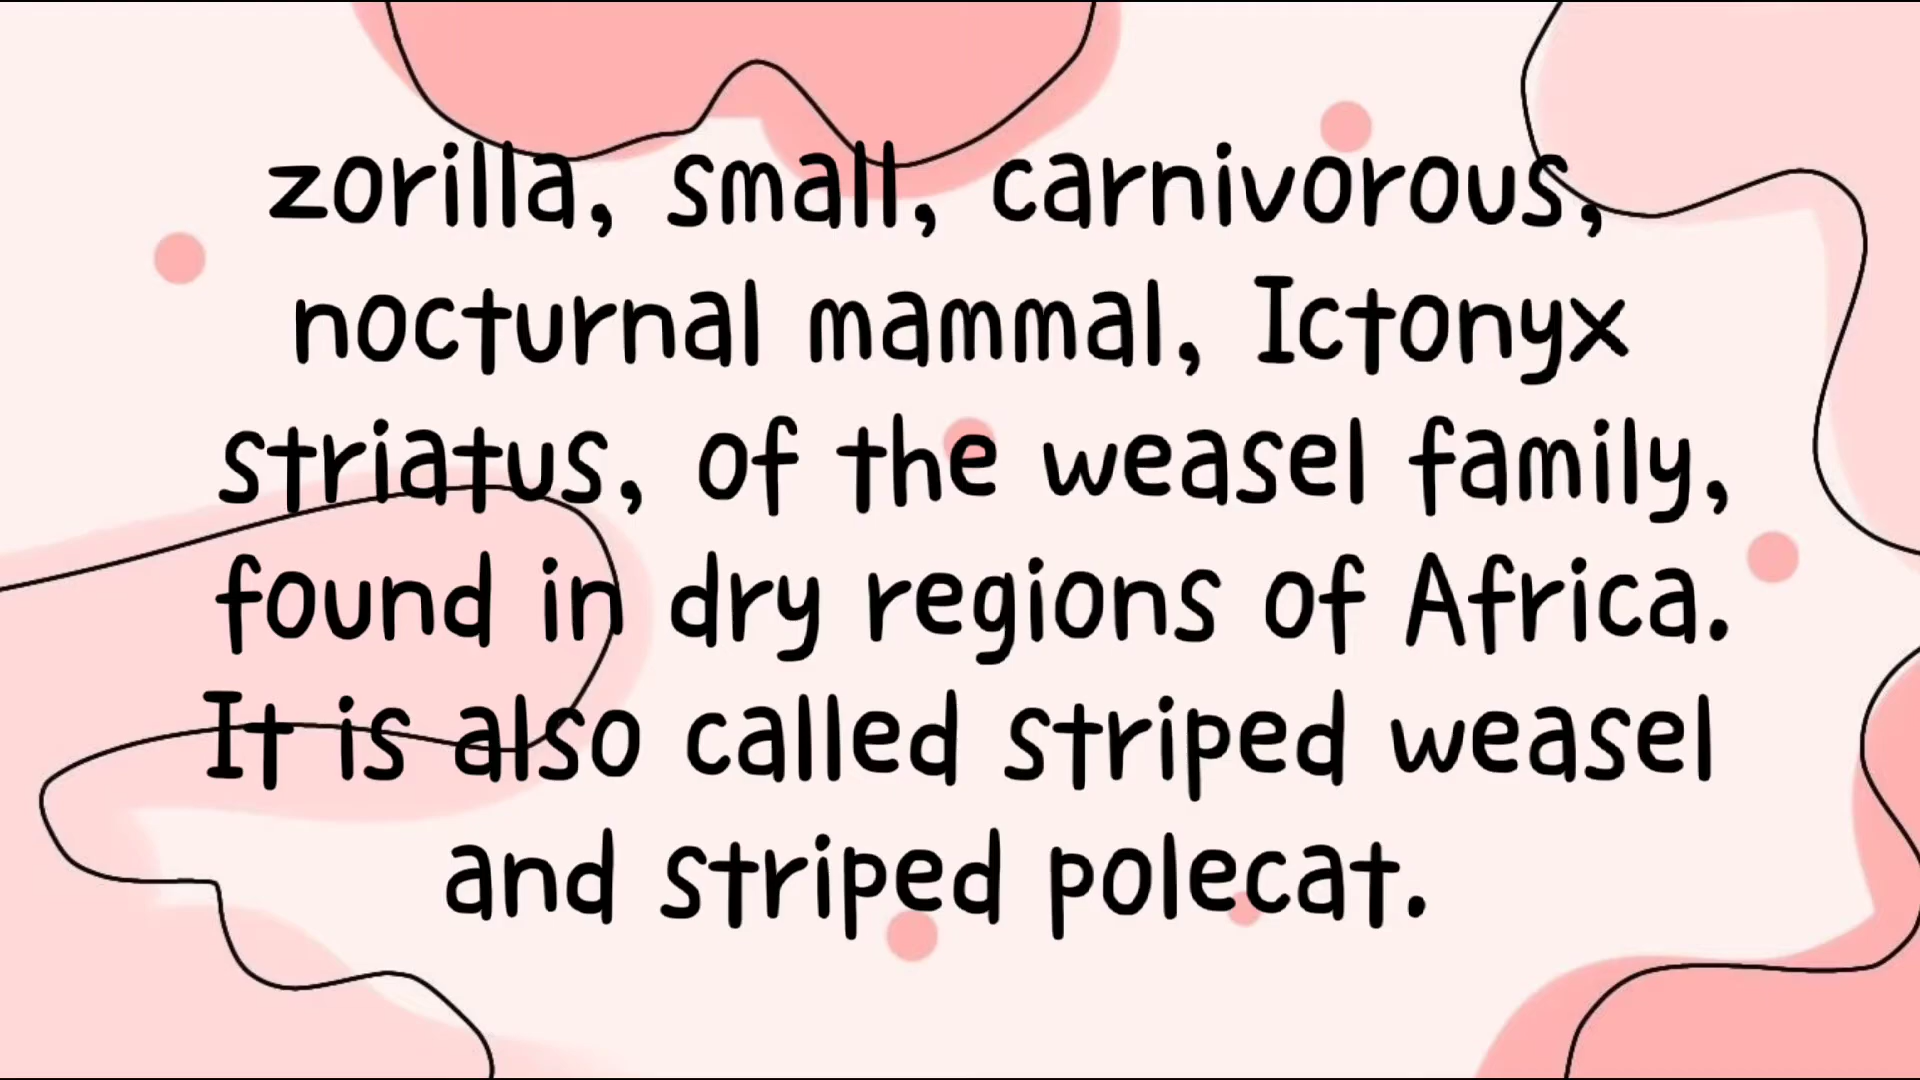 zorilla, small, carnivorous,
nocturnal mammal, Ictonyx
striatus, of the weasel family,
found in dry regions of Africa.
It is also called striped weasel
and striped polecat.